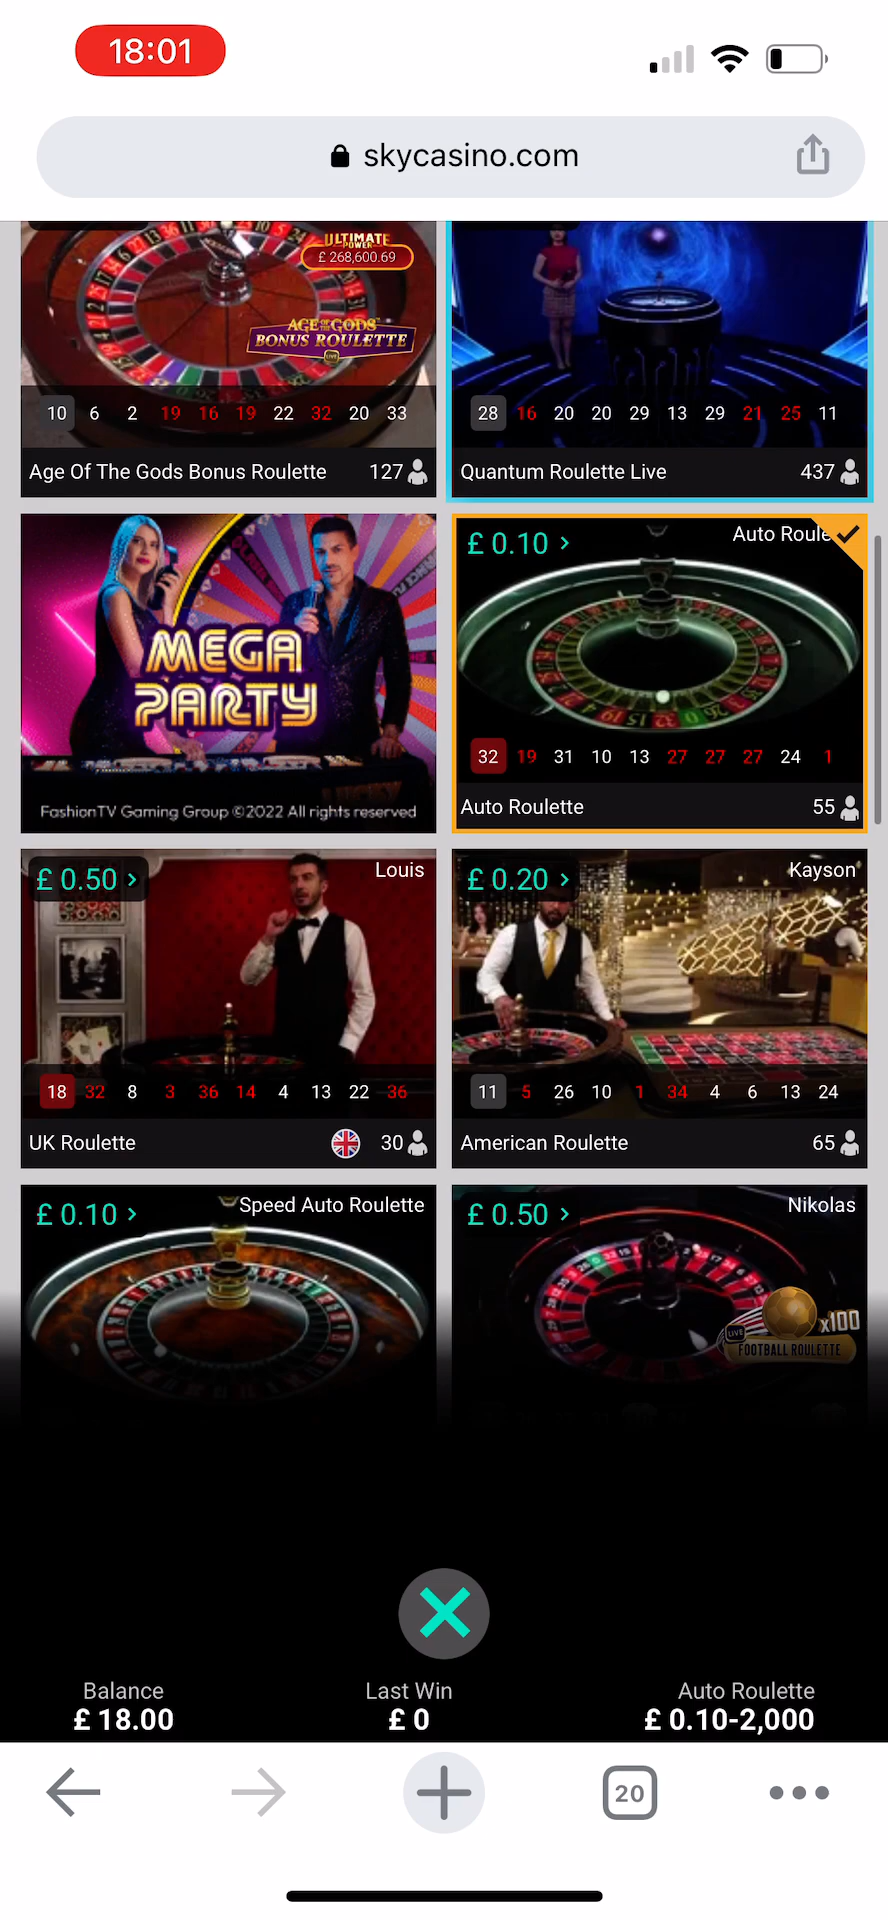 18:01
skycasino.com
ULTIMATE
POWER
£ 268,600.69
AGE OF THE GODS
BONUS ROULETTE
LIVE
10 6 2 19 16 19 22 32 20 33
Age Of The Gods Bonus Roulette 127
28 16 20 20 29 13 29 21 25 11
Quantum Roulette Live 437
MEGA
PARTY
FashionTV Gaming Group ©2022 All rights reserved
£ 0.10 › Auto Roule
32 19 31 10 13 27 27 27 24 1
Auto Roulette 55
£ 0.50 › Louis
18 32 8 3 36 14 4 13 22 36
UK Roulette 30
£ 0.20 › Kayson
11 5 26 10 1 34 4 6 13 24
American Roulette 65
£ 0.10 › Speed Auto Roulette
£ 0.50 › Nikolas
x100
LIVE
FOOTBALL ROULETTE
Balance Last Win Auto Roulette
£ 18.00 £ 0 £ 0.10-2,000
20